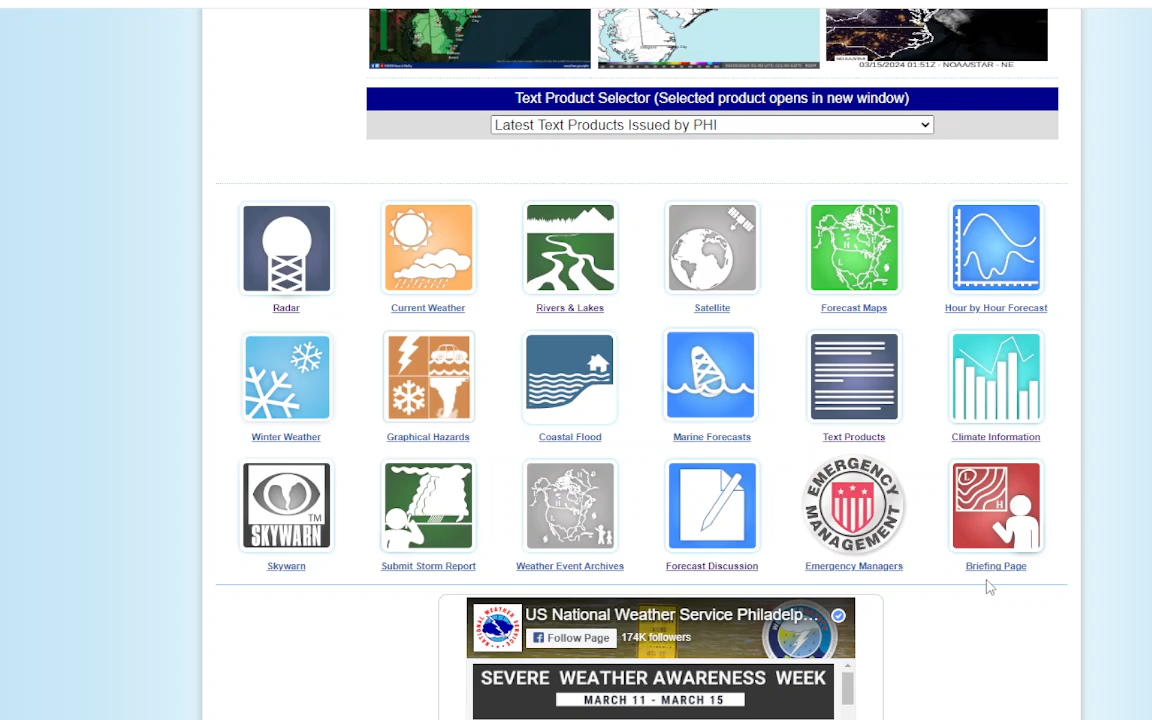 03/15/2024 01:51Z - NOAA/STAR - NE
Text Product Selector (Selected product opens in new window)
Latest Text Products Issued by PHI
Radar
Current Weather
Rivers & Lakes
Satellite
Forecast Maps
Hour by Hour Forecast
Winter Weather
Graphical Hazards
Coastal Flood
Marine Forecasts
Text Products
Climate Information
SKYWARN TM
EMERGENCY MANAGEMENT
Skywarn
Submit Storm Report
Weather Event Archives
Forecast Discussion
Emergency Managers
Briefing Page
US National Weather Service Philadelp...
Follow Page 174K followers
SEVERE WEATHER AWARENESS WEEK
MARCH 11 - MARCH 15